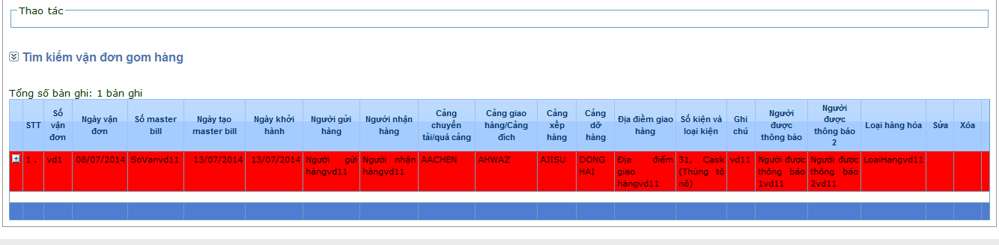 Thao tác
Tìm kiếm vận đơn gom hàng
Tổng số bản ghi: 1 bản ghi
STT
Số vận đơn
Ngày vận đơn
Số master bill
Ngày tạo master bill
Ngày khởi hành
Người gửi hàng
Người nhận hàng
Cảng chuyển tải/quá cảng
Cảng giao hàng/Cảng đích
Cảng xếp hàng
Cảng dỡ hàng
Địa điểm giao hàng
Số kiện và loại kiện
Ghi chú
Người được thông báo
Người được thông báo 2
Loại hàng hóa
Sửa
Xóa
1 .
vd1
08/07/2014
SoVanvd11
13/07/2014
13/07/2014
Người gửi hàngvd11
Người nhận hàngvd11
AACHEN
AHWAZ
AJISU
DONG HAI
Địa điểm giao hàngvd11
31, Cask (Thùng tô nô)
vd11
Người được thông báo 1vd11
Người được thông báo 2vd11
LoaiHangvd11